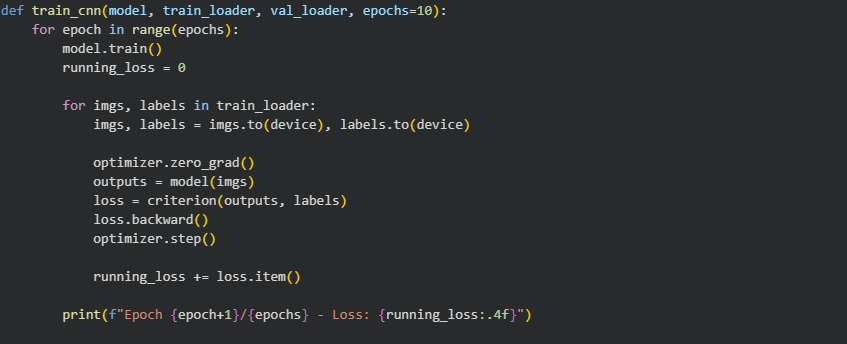 def train_cnn(model, train_loader, val_loader, epochs=10):
    for epoch in range(epochs):
        model.train()
        running_loss = 0
        for imgs, labels in train_loader:
            imgs, labels = imgs.to(device), labels.to(device)
            optimizer.zero_grad()
            outputs = model(imgs)
            loss = criterion(outputs, labels)
            loss.backward()
            optimizer.step()
            running_loss += loss.item()
        print(f"Epoch {epoch+1}/{epochs} - Loss: {running_loss:.4f}")